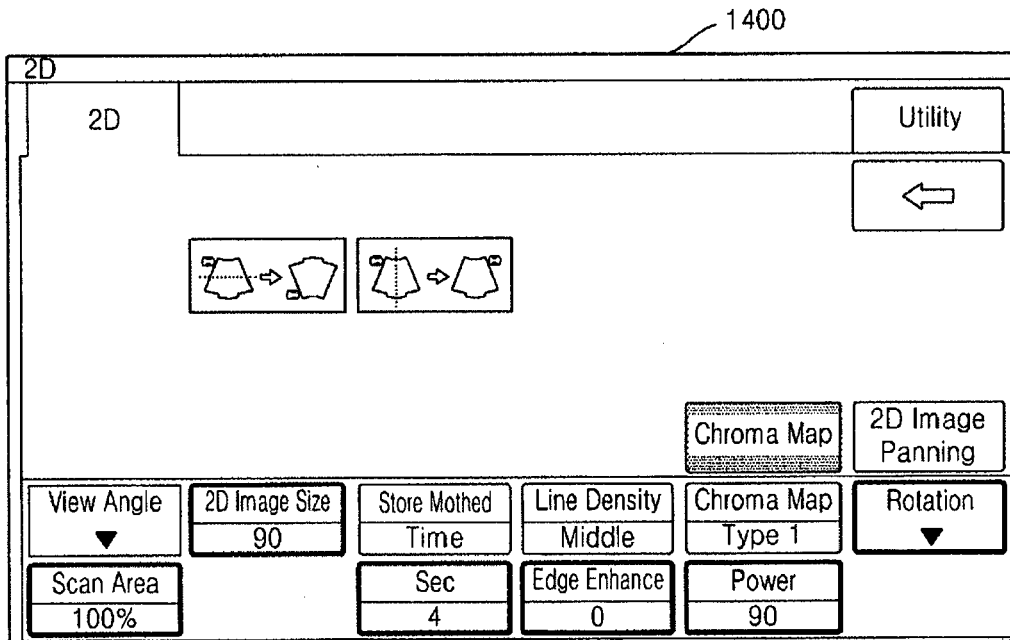 1400
2D
2D
Utility
Chroma Map
2D Image
Panning
View Angle
2D Image Size
90
Store Mothed
Time
Line Density
Middle
Chroma Map
Type 1
Rotation
Scan Area
100%
Sec
4
Edge Enhance
0
Power
90